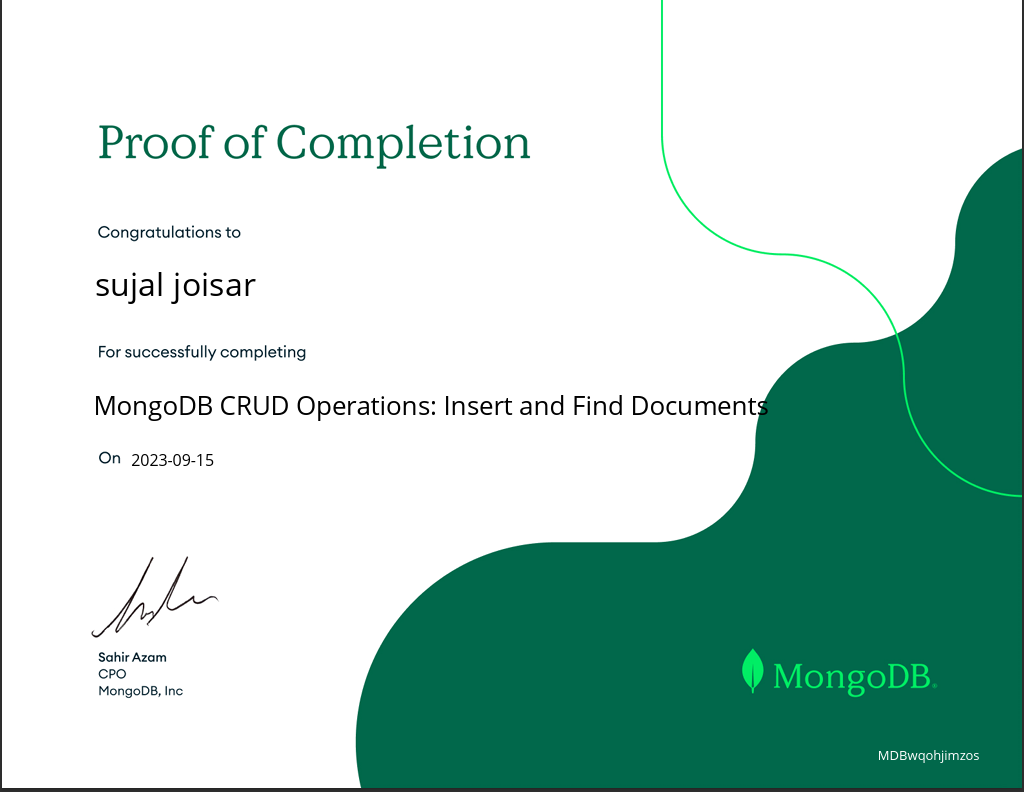 Proof of Completion
Congratulations to
sujal joisar
For successfully completing
MongoDB CRUD Operations: Insert and Find Documents
On 2023-09-15
Sahir Azam
CPO
MongoDB, Inc
MongoDB®
MDBwqohjimzos